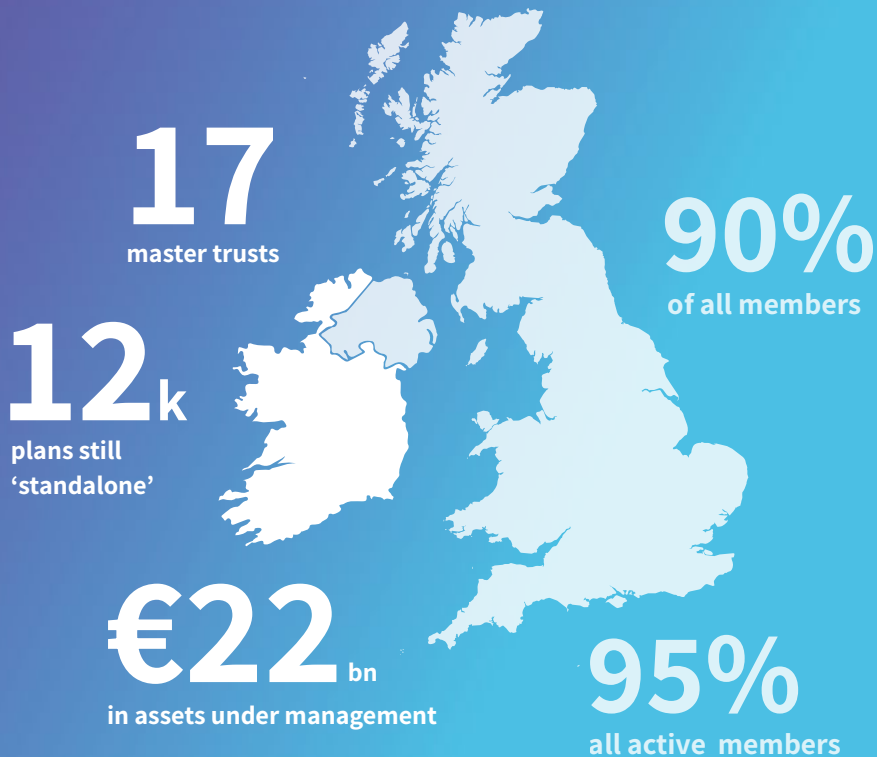 17
master trusts
90%
of all members
12k
plans still
‘standalone’
€22bn
in assets under management
95%
all active members